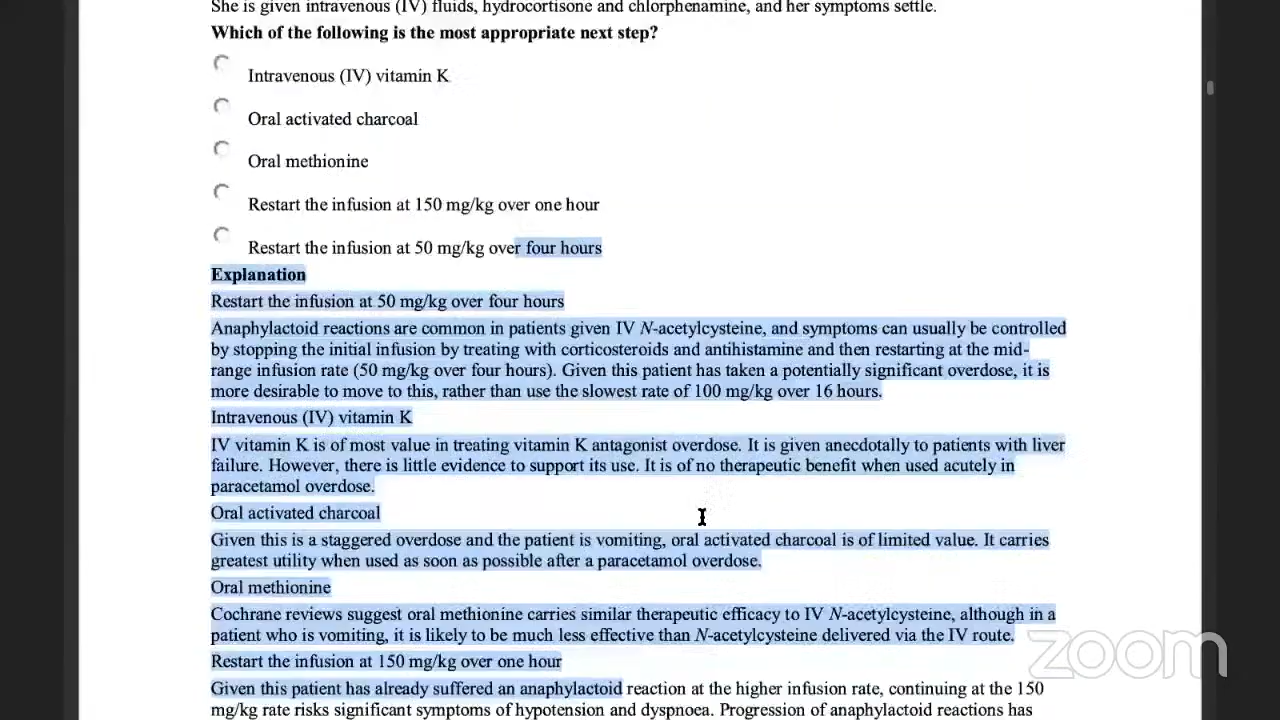 She is given intravenous (IV) fluids, hydrocortisone and chlorphenamine, and her symptoms settle.
Which of the following is the most appropriate next step?
Intravenous (IV) vitamin K
Oral activated charcoal
Oral methionine
Restart the infusion at 150 mg/kg over one hour
Restart the infusion at 50 mg/kg over four hours
Explanation
Restart the infusion at 50 mg/kg over four hours
Anaphylactoid reactions are common in patients given IV N-acetylcysteine, and symptoms can usually be controlled
by stopping the initial infusion by treating with corticosteroids and antihistamine and then restarting at the mid-
range infusion rate (50 mg/kg over four hours). Given this patient has taken a potentially significant overdose, it is
more desirable to move to this, rather than use the slowest rate of 100 mg/kg over 16 hours.
Intravenous (IV) vitamin K
IV vitamin K is of most value in treating vitamin K antagonist overdose. It is given anecdotally to patients with liver
failure. However, there is little evidence to support its use. It is of no therapeutic benefit when used acutely in
paracetamol overdose.
Oral activated charcoal
Given this is a staggered overdose and the patient is vomiting, oral activated charcoal is of limited value. It carries
greatest utility when used as soon as possible after a paracetamol overdose.
Oral methionine
Cochrane reviews suggest oral methionine carries similar therapeutic efficacy to IV N-acetylcysteine, although in a
patient who is vomiting, it is likely to be much less effective than N-acetylcysteine delivered via the IV route.
Restart the infusion at 150 mg/kg over one hour
Given this patient has already suffered an anaphylactoid reaction at the higher infusion rate, continuing at the 150
mg/kg rate risks significant symptoms of hypotension and dyspnoea. Progression of anaphylactoid reactions has
zoom